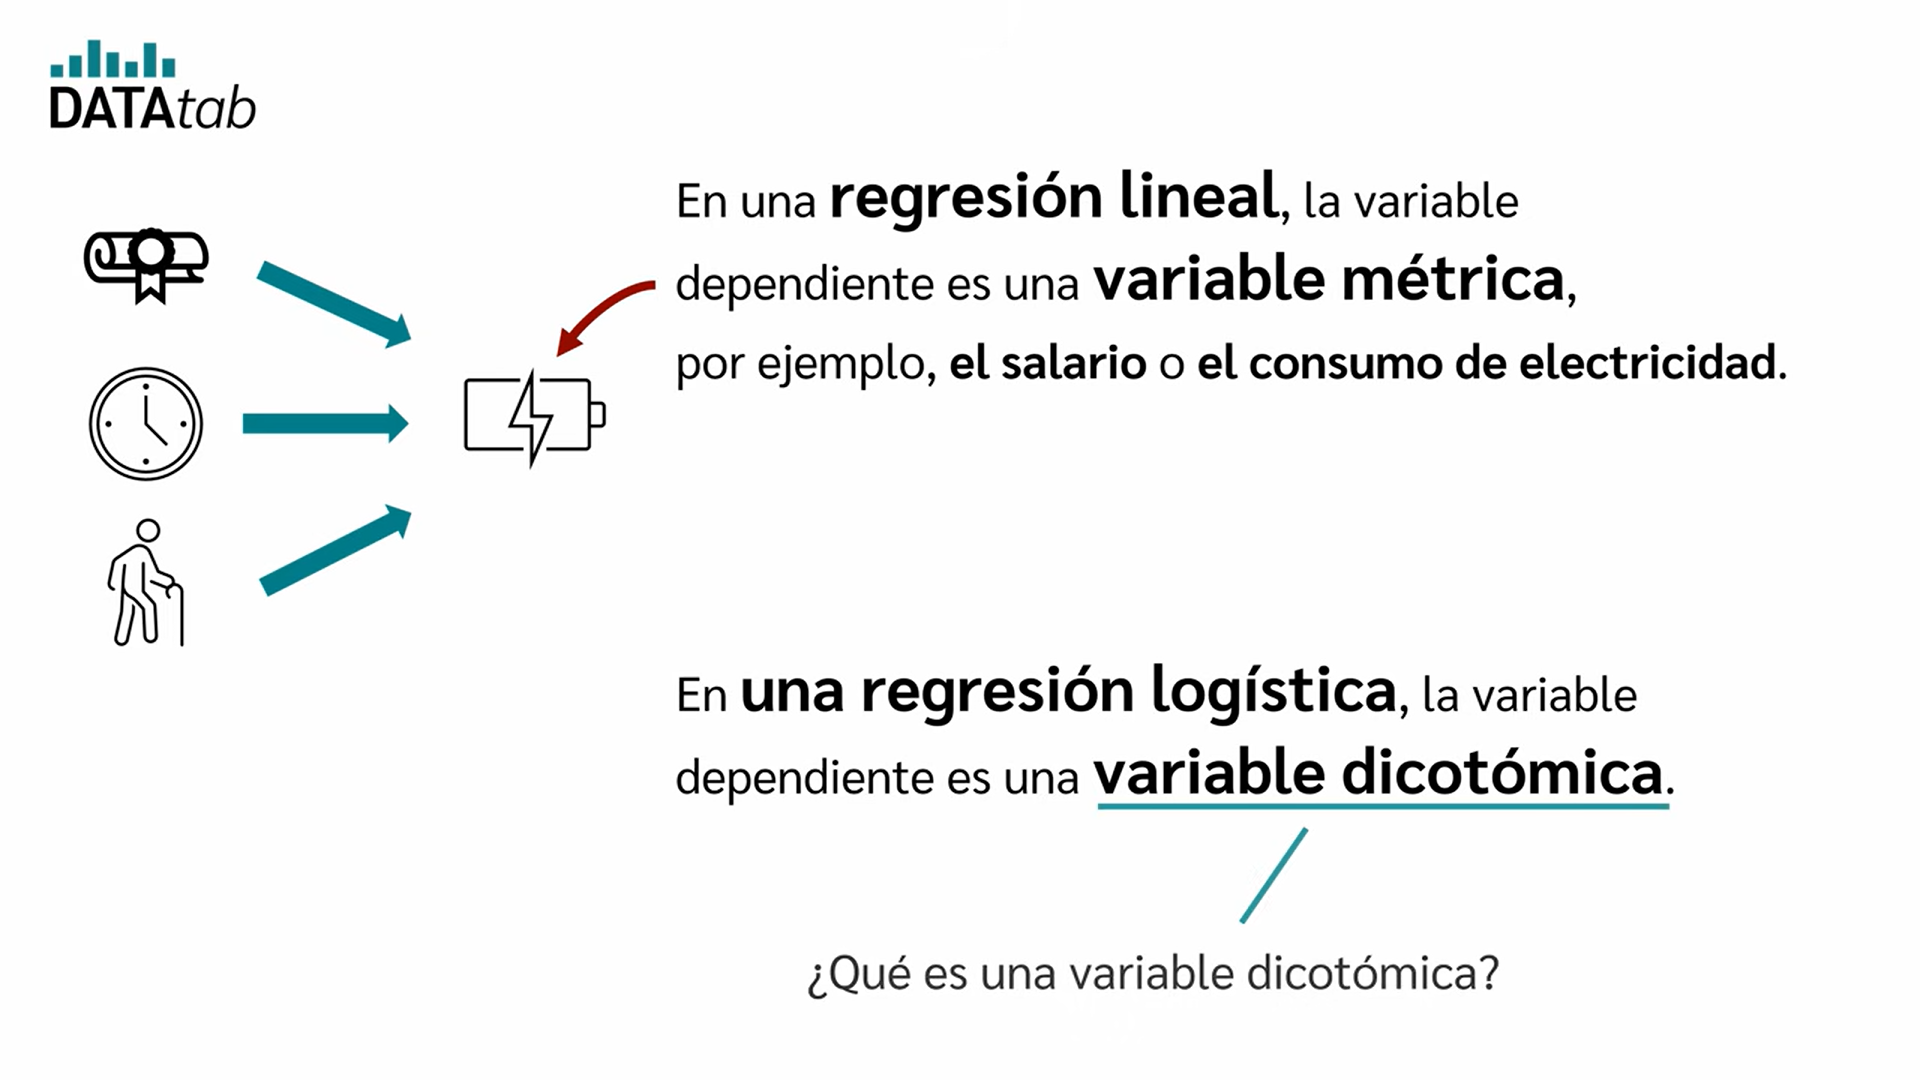 DATAtab
En una regresión lineal, la variable
dependiente es una variable métrica,
por ejemplo, el salario o el consumo de electricidad.
En una regresión logística, la variable
dependiente es una variable dicotómica.
¿Qué es una variable dicotómica?